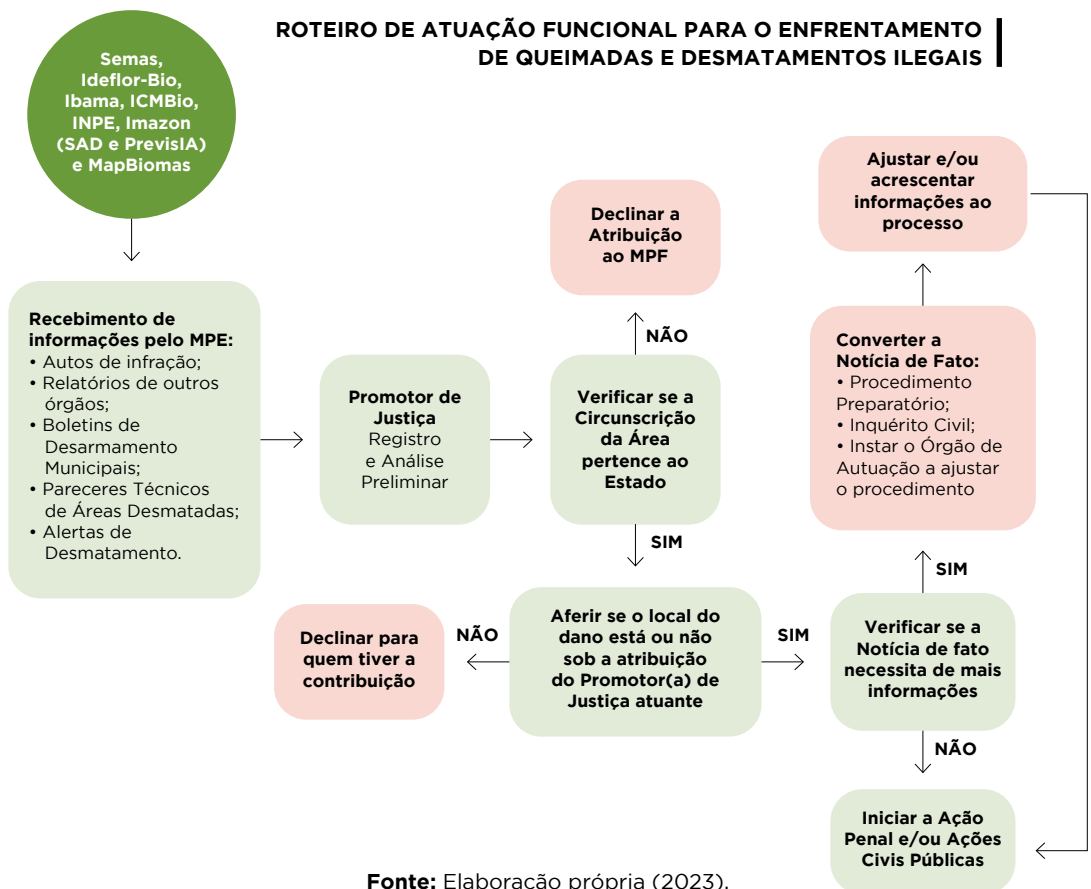 ROTEIRO DE ATUAÇÃO FUNCIONAL PARA O ENFRENTAMENTO
DE QUEIMADAS E DESMATAMENTOS ILEGAIS
Semas,
Ideflor-Bio,
Ibama, ICMBio,
INPE, Imazon
(SAD e PrevisIA)
e MapBiomas
Recebimento de
informações pelo MPE:
• Autos de infração;
• Relatórios de outros
órgãos;
• Boletins de
Desarmamento
Municipais;
• Pareceres Técnicos
de Áreas Desmatadas;
• Alertas de
Desmatamento.
Promotor de
Justiça
Registro
e Análise
Preliminar
Declinar a
Atribuição
ao MPF
NÃO
Verificar se a
Circunscrição
da Área
pertence ao
Estado
SIM
Aferir se o local do
dano está ou não
sob a atribuição
do Promotor(a) de
Justiça atuante
NÃO
Declinar para
quem tiver a
contribuição
SIM
Verificar se a
Notícia de fato
necessita de mais
informações
SIM
Converter a
Notícia de Fato:
• Procedimento
Preparatório;
• Inquérito Civil;
• Instar o Órgão de
Autuação a ajustar
o procedimento
Ajustar e/ou
acrescentar
informações ao
processo
NÃO
Iniciar a Ação
Penal e/ou Ações
Civis Públicas
Fonte: Elaboração própria (2023).